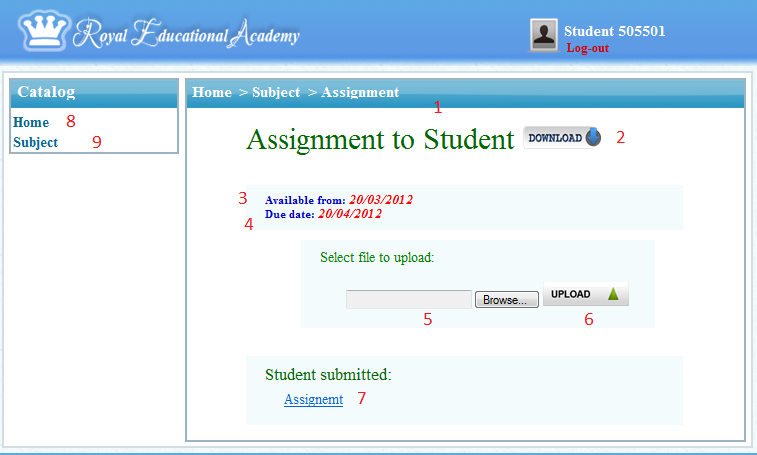 Royal Educational Academy
Student 505501
Log-out
Catalog
Home 8
Subject 9
Home > Subject > Assignment
1
Assignment to Student DOWNLOAD 2
3 Available from: 20/03/2012
4 Due date: 20/04/2012
Select file to upload:
Browse... UPLOAD
5 6
Student submitted:
Assignemt 7